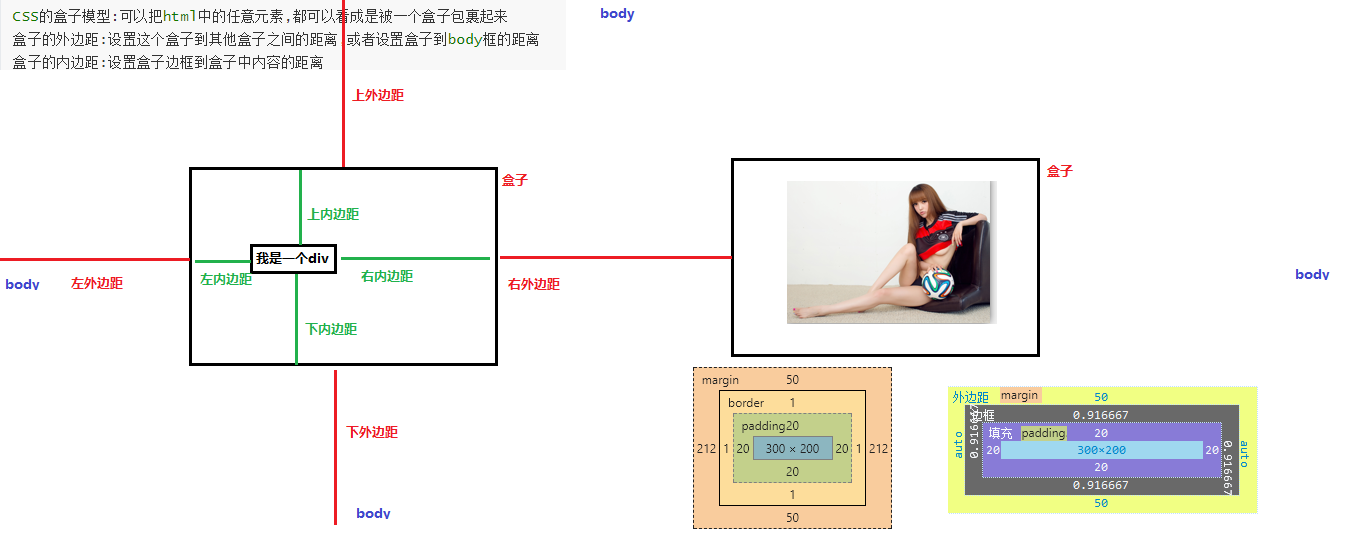 CSS的盒子模型:可以把html中的任意元素,都可以看成是被一个盒子包裹起来
盒子的外边距:设置这个盒子到其他盒子之间的距离,或者设置盒子到body框的距离
盒子的内边距:设置盒子边框到盒子中内容的距离
body
上外边距
盒子
盒子
上内边距
我是一个div
body
左外边距
左内边距
右内边距
右外边距
body
下内边距
下外边距
body
margin
50
border
1
padding20
212
1
20
300 × 200
20
1
212
20
1
50
外边距
margin
50
边框
0.916667
填充
padding
20
auto
0.916667
20
300×200
20
0.916667
auto
20
0.916667
50